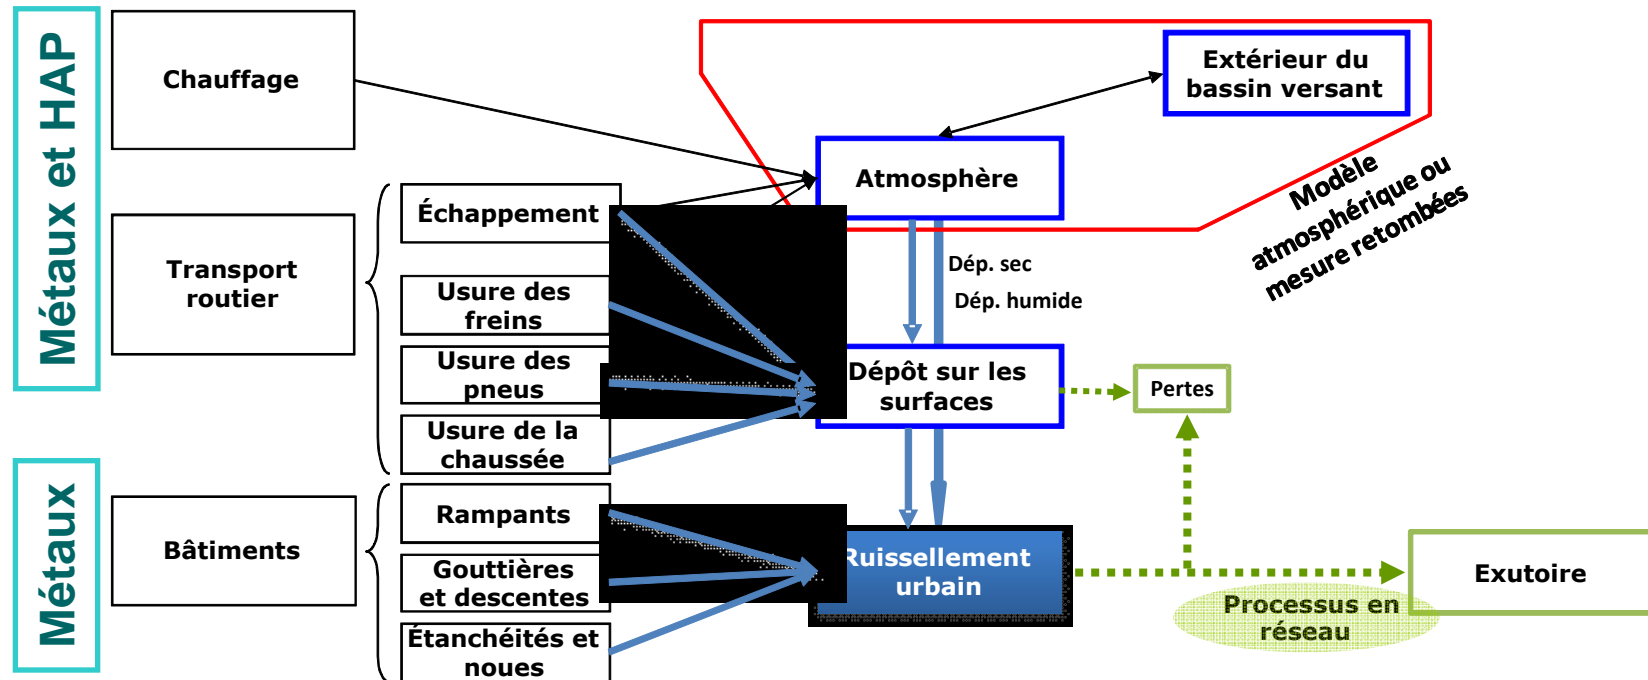 Métaux et HAP
Chauffage
Extérieur du
bassin versant
Atmosphère
Modèle
atmosphérique ou
mesure retombées
Échappement
Transport
routier
Dép. sec
Dép. humide
Usure des
freins
Usure des
pneus
Dépôt sur les
surfaces
Pertes
Usure de la
chaussée
Métaux
Bâtiments
Rampants
Gouttières
et descentes
Étanchéités et
noues
Ruissellement
urbain
Exutoire
Processus en
réseau